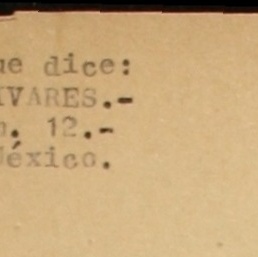 ue dice:
IVARES.-
o. 12.-
México.